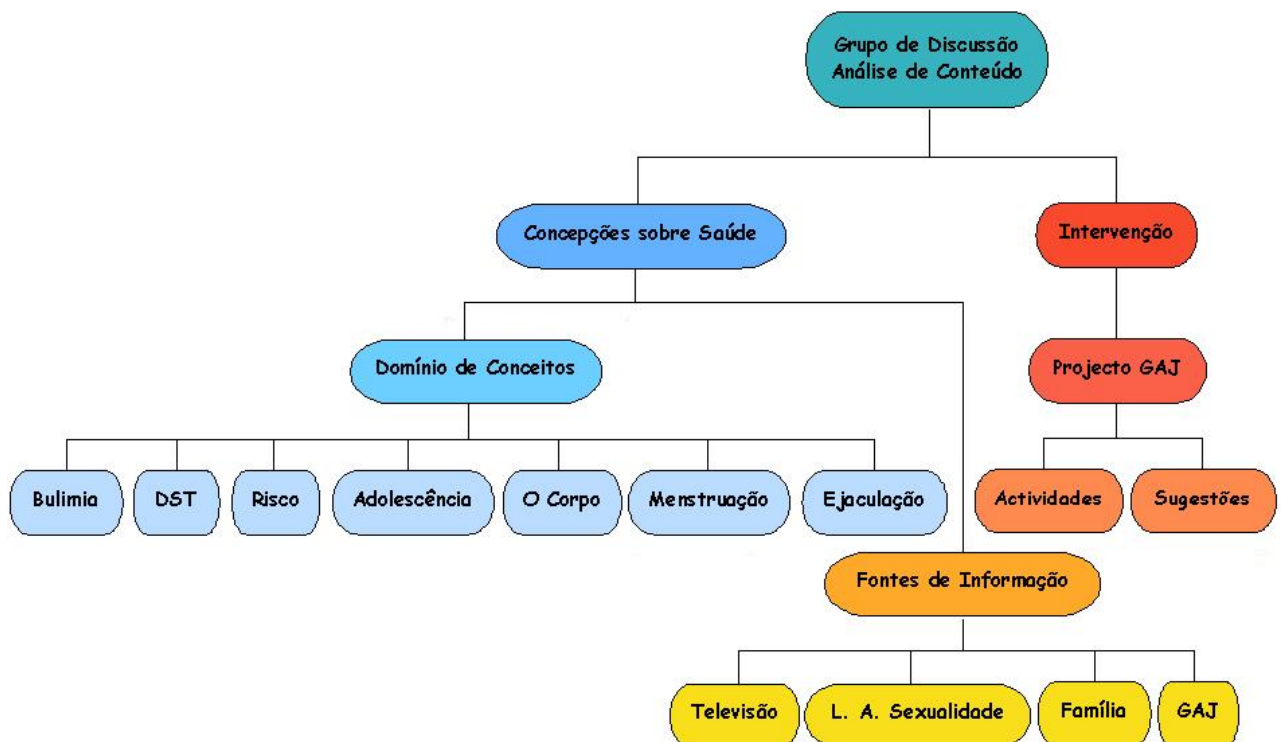 Grupo de Discussão
Análise de Conteúdo
Concepções sobre Saúde
Intervenção
Domínio de Conceitos
Projecto GAJ
Bulimia
DST
Risco
Adolescência
O Corpo
Menstruação
Ejaculação
Actividades
Sugestões
Fontes de Informação
Televisão
L. A. Sexualidade
Família
GAJ